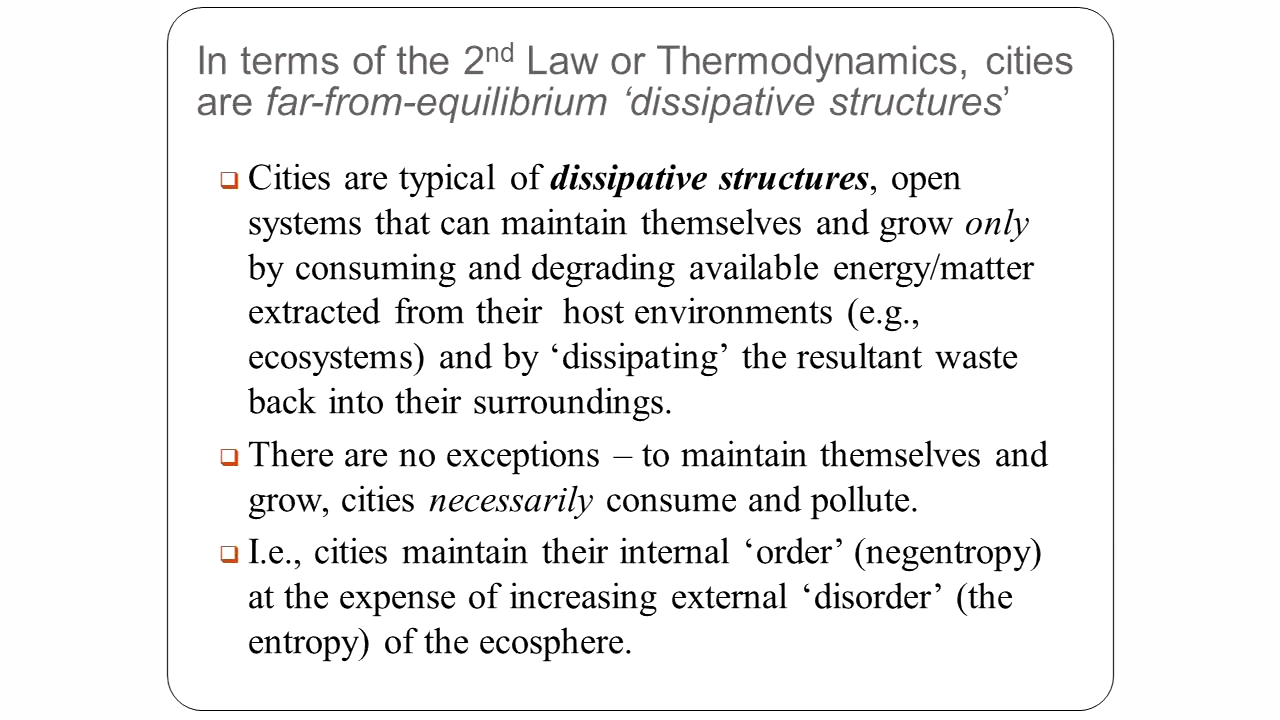 In terms of the 2nd Law or Thermodynamics, cities
are far-from-equilibrium ‘dissipative structures’
Cities are typical of dissipative structures, open
systems that can maintain themselves and grow only
by consuming and degrading available energy/matter
extracted from their  host environments (e.g.,
ecosystems) and by ‘dissipating’ the resultant waste
back into their surroundings.
There are no exceptions – to maintain themselves and
grow, cities necessarily consume and pollute.
I.e., cities maintain their internal ‘order’ (negentropy)
at the expense of increasing external ‘disorder’ (the
entropy) of the ecosphere.